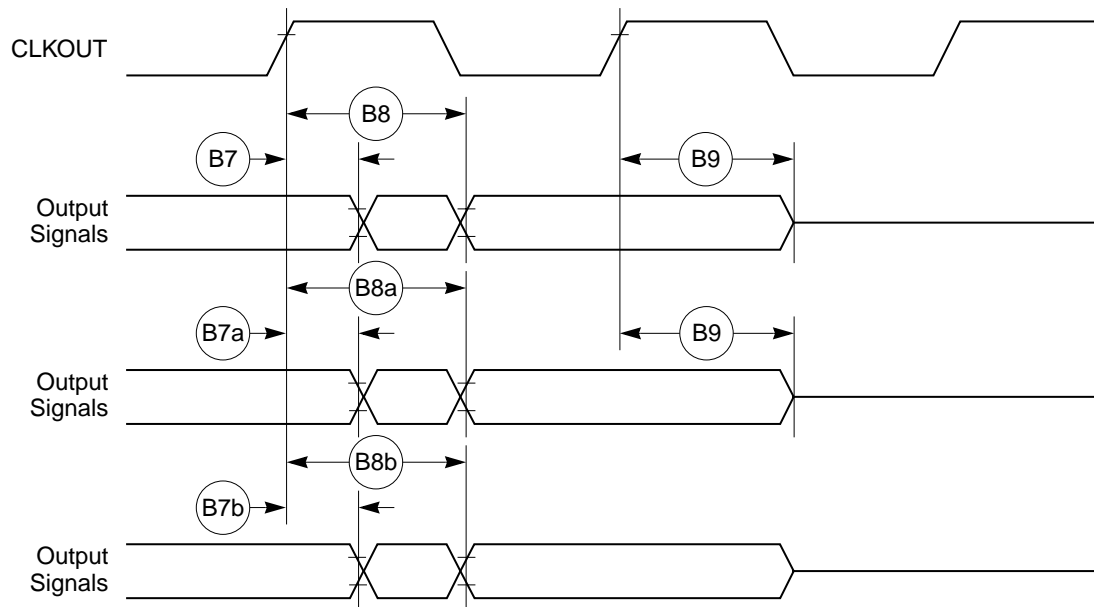 CLKOUT
B8
B7
B9
Output
Signals
B8a
B7a
B9
Output
Signals
B8b
B7b
Output
Signals